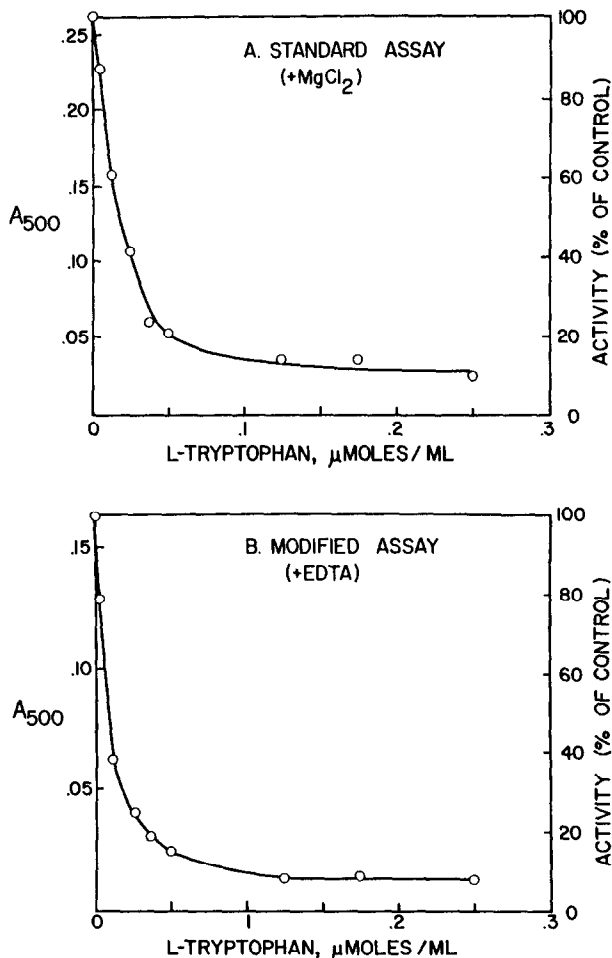 A. STANDARD ASSAY
(+MgCl2)
A500
.25
.20
.15
.10
.05
100
80
60
40
20
0
ACTIVITY (% OF CONTROL)
0
.1
.2
.3
L-TRYPTOPHAN, μMOLES/ML
B. MODIFIED ASSAY
(+EDTA)
A500
.15
.10
.05
100
80
60
40
20
0
ACTIVITY (% OF CONTROL)
0
.1
.2
.3
L-TRYPTOPHAN, μMOLES/ML